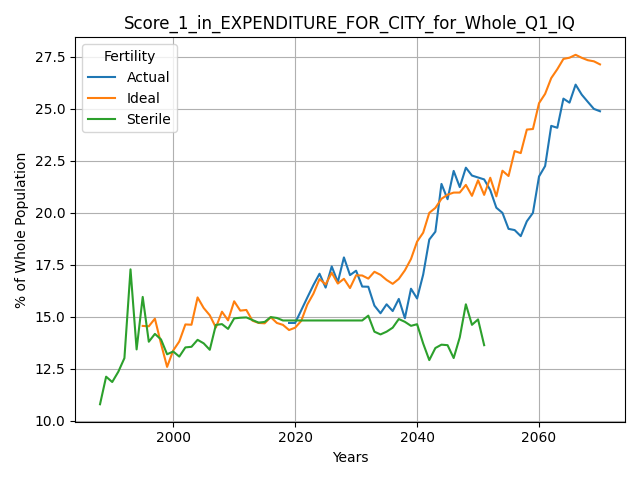 Score_1_in_EXPENDITURE_FOR_CITY_for_Whole_Q1_IQ
Fertility
Actual
Ideal
Sterile
% of Whole Population
27.5
25.0
22.5
20.0
17.5
15.0
12.5
10.0
2000
2020
2040
2060
Years